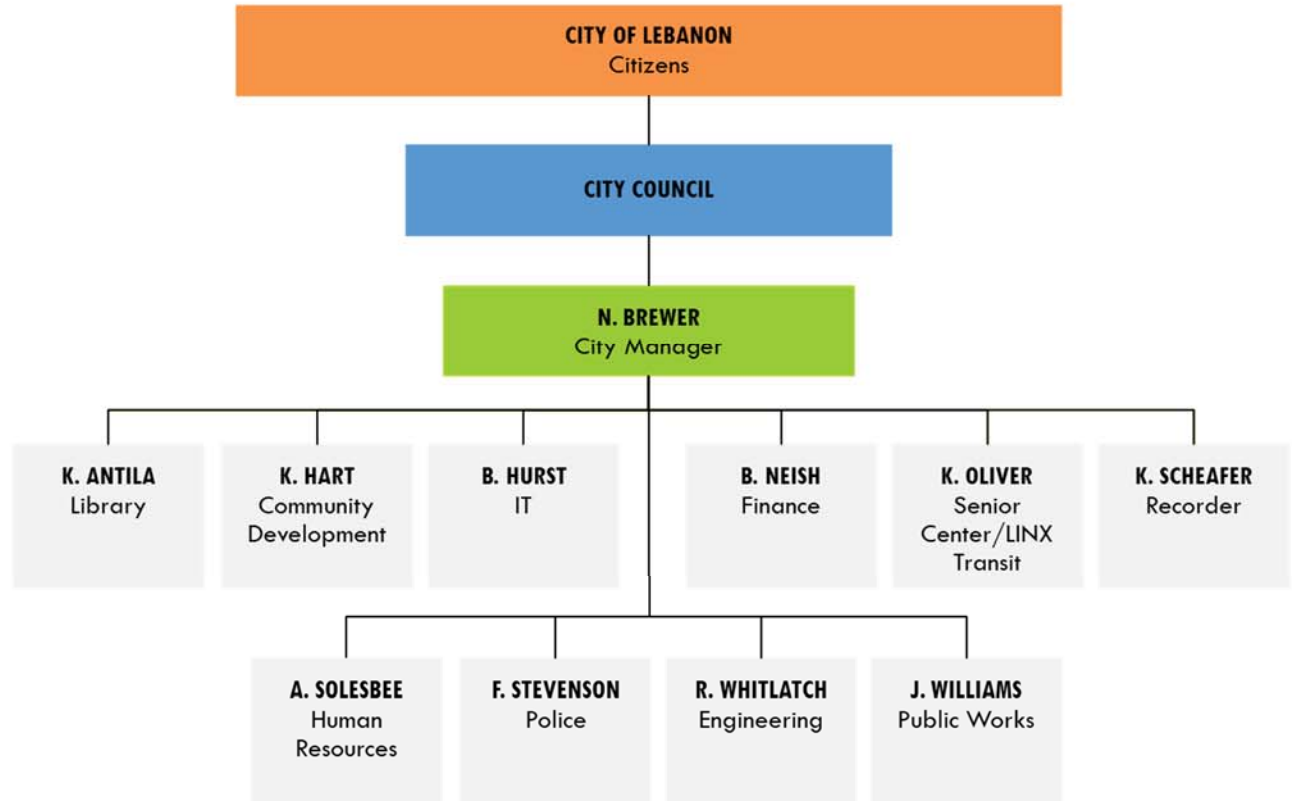 CITY OF LEBANON
Citizens
CITY COUNCIL
N. BREWER
City Manager
K. ANTILA
Library
K. HART
Community
Development
B. HURST
IT
B. NEISH
Finance
K. OLIVER
Senior
Center/LINX
Transit
K. SCHEAFER
Recorder
A. SOLESBEE
Human
Resources
F. STEVENSON
Police
R. WHITLATCH
Engineering
J. WILLIAMS
Public Works